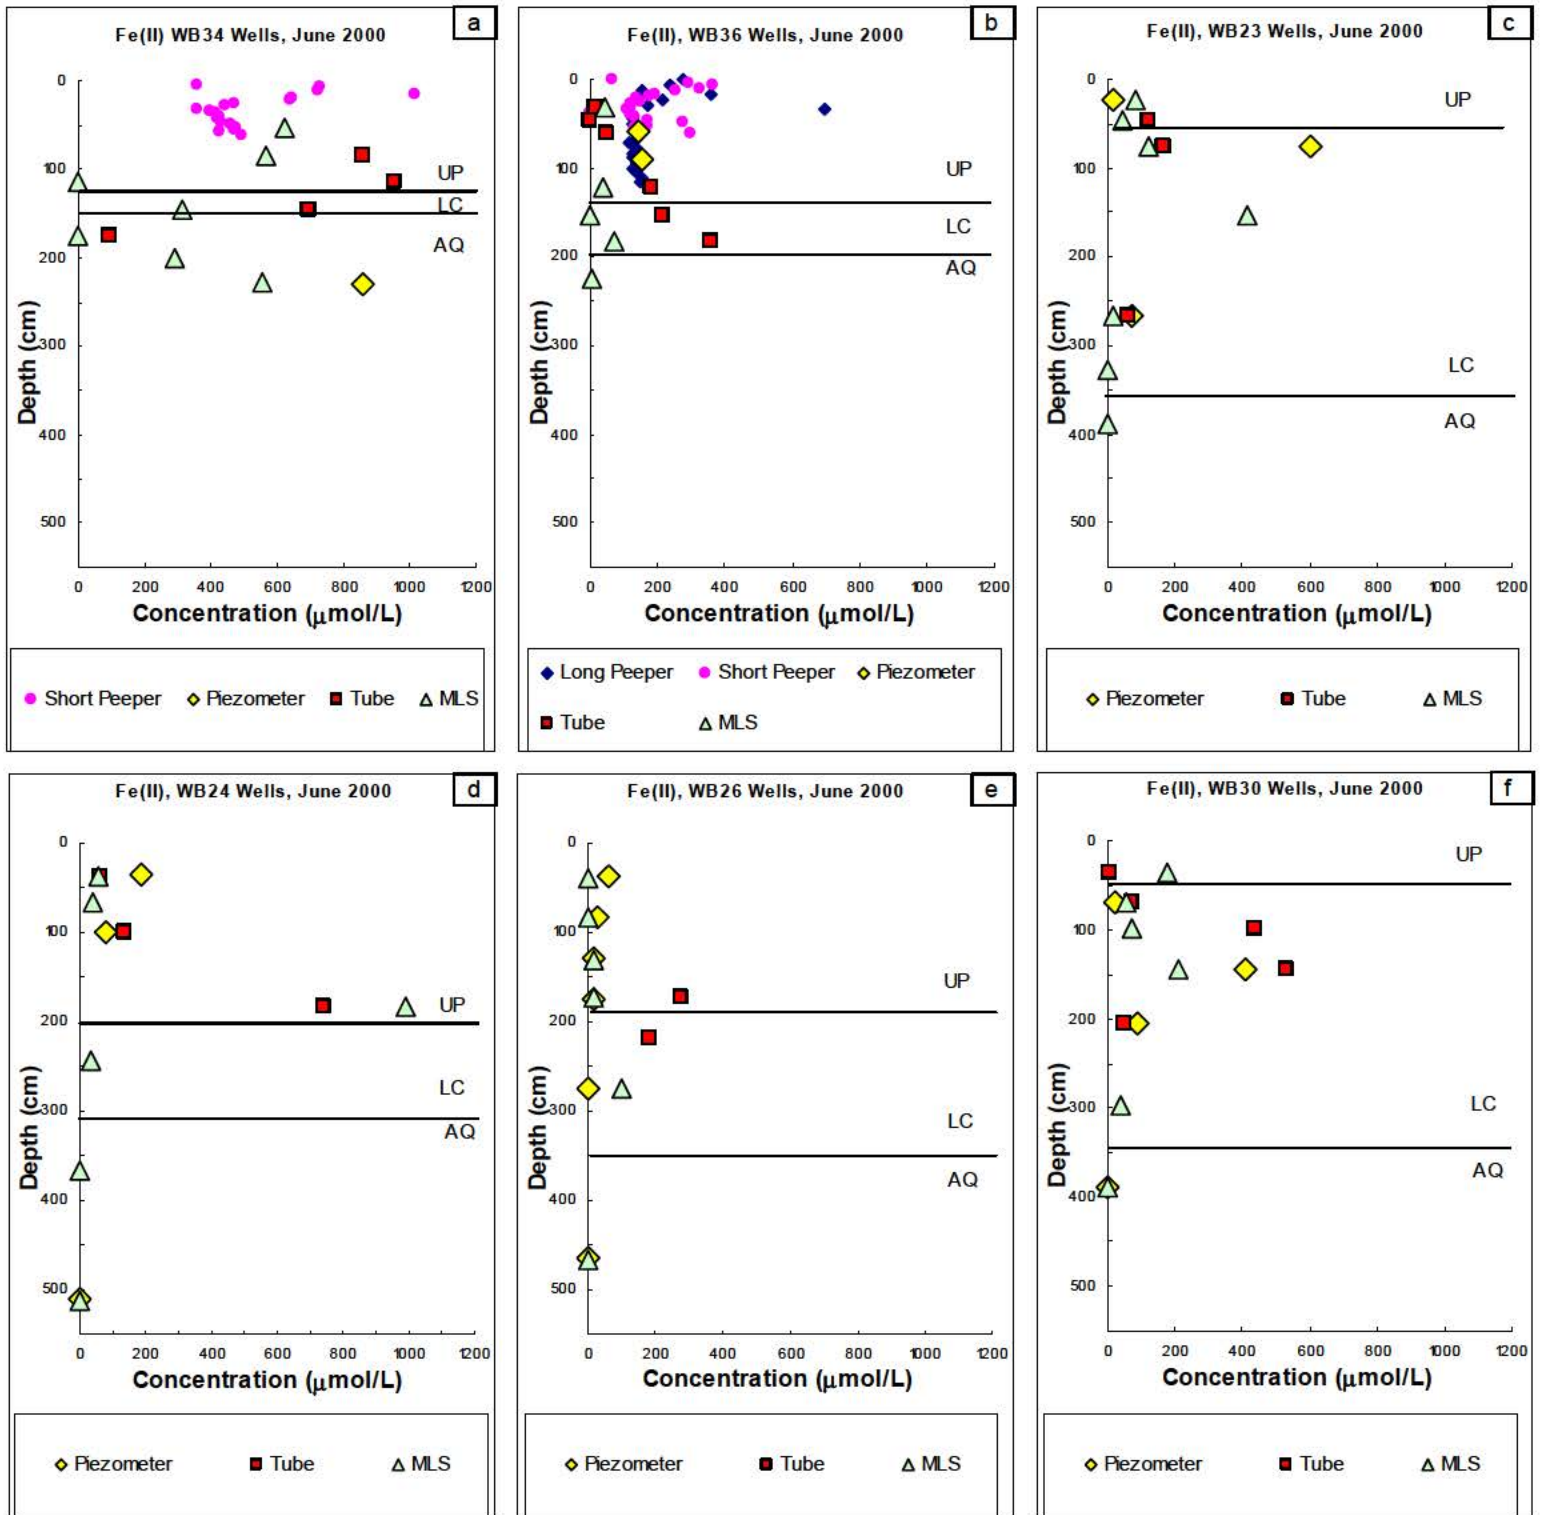 Fe(II) WB34 Wells, June 2000
a
0
100
200
300
400
500
Depth (cm)
UP
LC
AQ
0 200 400 600 800 1000 1200
Concentration (μmol/L)
Short Peeper Piezometer Tube MLS
Fe(II), WB36 Wells, June 2000
b
0
100
200
300
400
500
Depth (cm)
UP
LC
AQ
0 200 400 600 800 1000 1200
Concentration (μmol/L)
Long Peeper Short Peeper Piezometer
Tube MLS
Fe(II), WB23 Wells, June 2000
c
0
100
200
300
400
500
Depth (cm)
UP
LC
AQ
0 200 400 600 800 1000 1200
Concentration (μmol/L)
Piezometer Tube MLS
Fe(II), WB24 Wells, June 2000
d
0
100
200
300
400
500
Depth (cm)
UP
LC
AQ
0 200 400 600 800 1000 1200
Concentration (μmol/L)
Piezometer Tube MLS
Fe(II), WB26 Wells, June 2000
e
0
100
200
300
400
500
Depth (cm)
UP
LC
AQ
0 200 400 600 800 1000 1200
Concentration (μmol/L)
Piezometer Tube MLS
Fe(II), WB30 Wells, June 2000
f
0
100
200
300
400
500
Depth (cm)
UP
LC
AQ
0 200 400 600 800 1000 1200
Concentration (μmol/L)
Piezometer Tube MLS